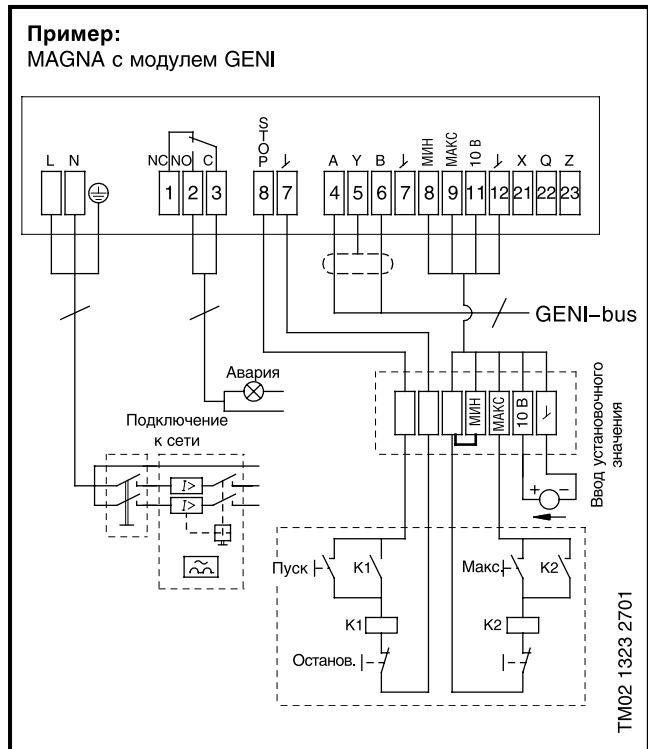 Пример:
MAGNA с модулем GENI
STOP
L N NC NO C A Y B МИН МАКС 10 В X Q Z
1 2 3 8 7 4 5 6 7 8 9 11 12 21 22 23
GENI–bus
Авария
Подключение
к сети
МИН МАКС 10 В
Ввод установочного
значения
I>
I>
+ −
Пуск K1 Макс. K2
K1 K2
Останов.
TM02 1323 2701